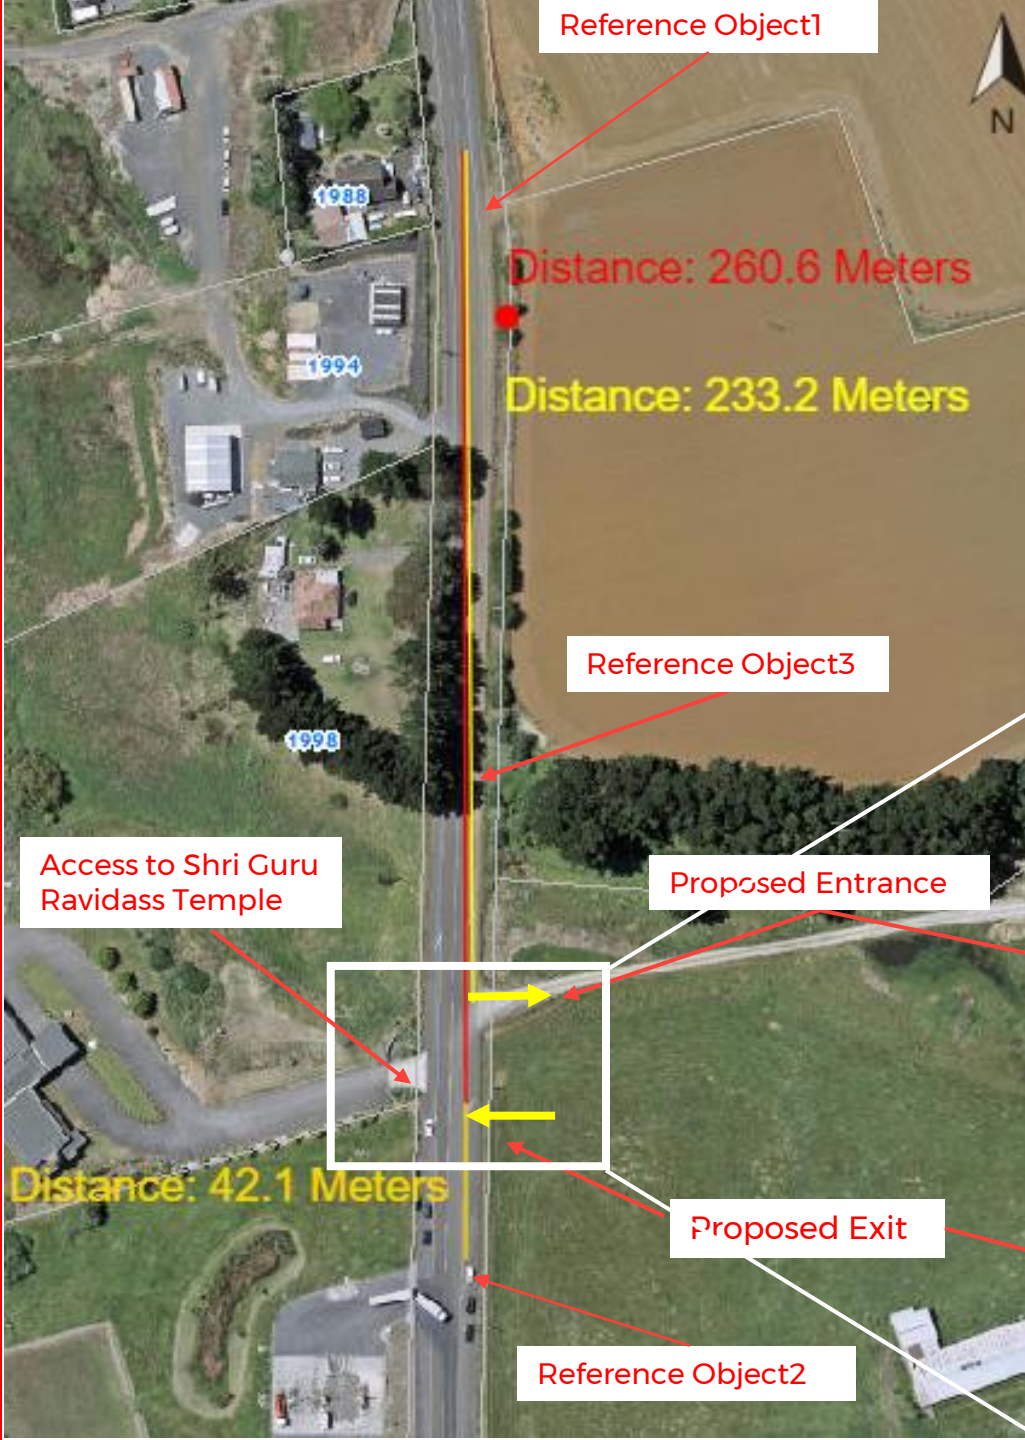 Reference Object1
N
1988
Distance: 260.6 Meters
1994
Distance: 233.2 Meters
Reference Object3
1998
Access to Shri Guru
Ravidass Temple
Proposed Entrance
Distance: 42.1 Meters
Proposed Exit
Reference Object2